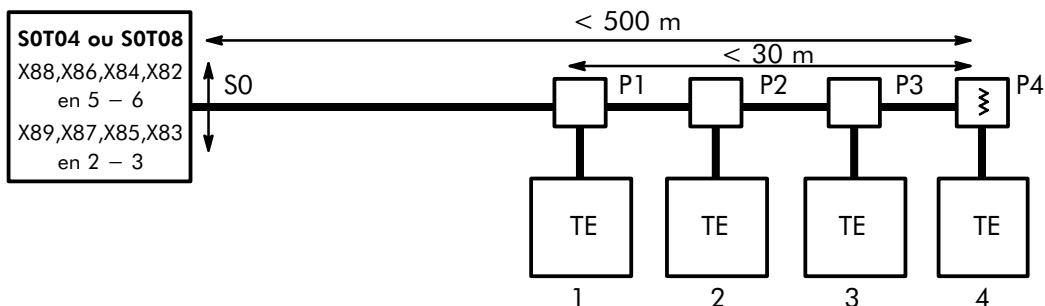 S0T04 ou S0T08
X88,X86,X84,X82
en 5 – 6
X89,X87,X85,X83
en 2 – 3
< 500 m
< 30 m
S0
P1
P2
P3
P4
TE
TE
TE
TE
1
2
3
4